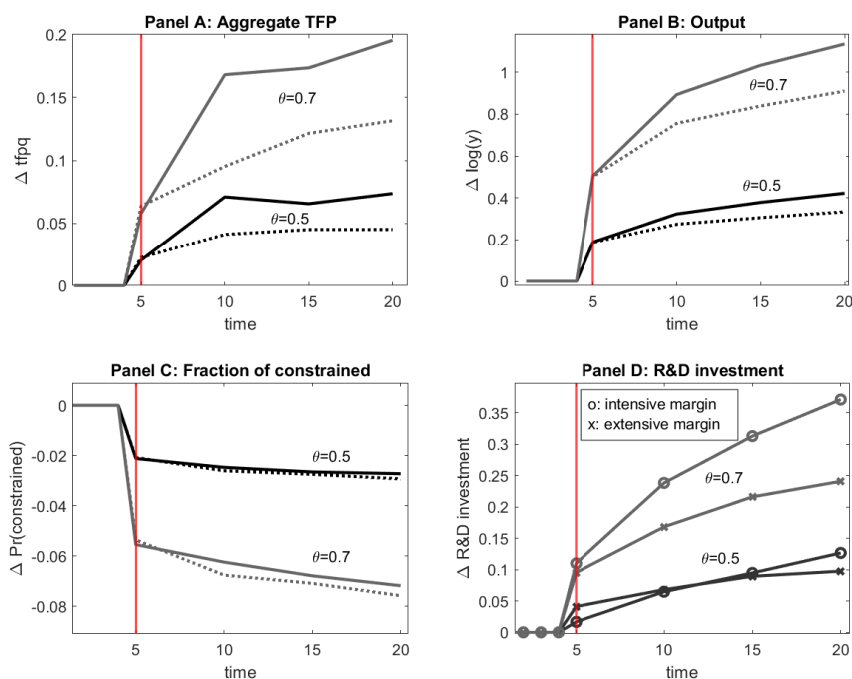 Panel A: Aggregate TFP
0.2
0.15
0.1
0.05
0
Δ tfpq
θ=0.7
θ=0.5
5
10
15
20
time
Panel B: Output
1
0.8
0.6
0.4
0.2
0
Δ log(y)
θ=0.7
θ=0.5
5
10
15
20
time
Panel C: Fraction of constrained
0
-0.02
-0.04
-0.06
-0.08
Δ Pr(constrained)
θ=0.5
θ=0.7
5
10
15
20
time
Panel D: R&D investment
0.35
0.3
0.25
0.2
0.15
0.1
0.05
0
Δ R&D investment
o: intensive margin
x: extensive margin
θ=0.7
θ=0.5
5
10
15
20
time